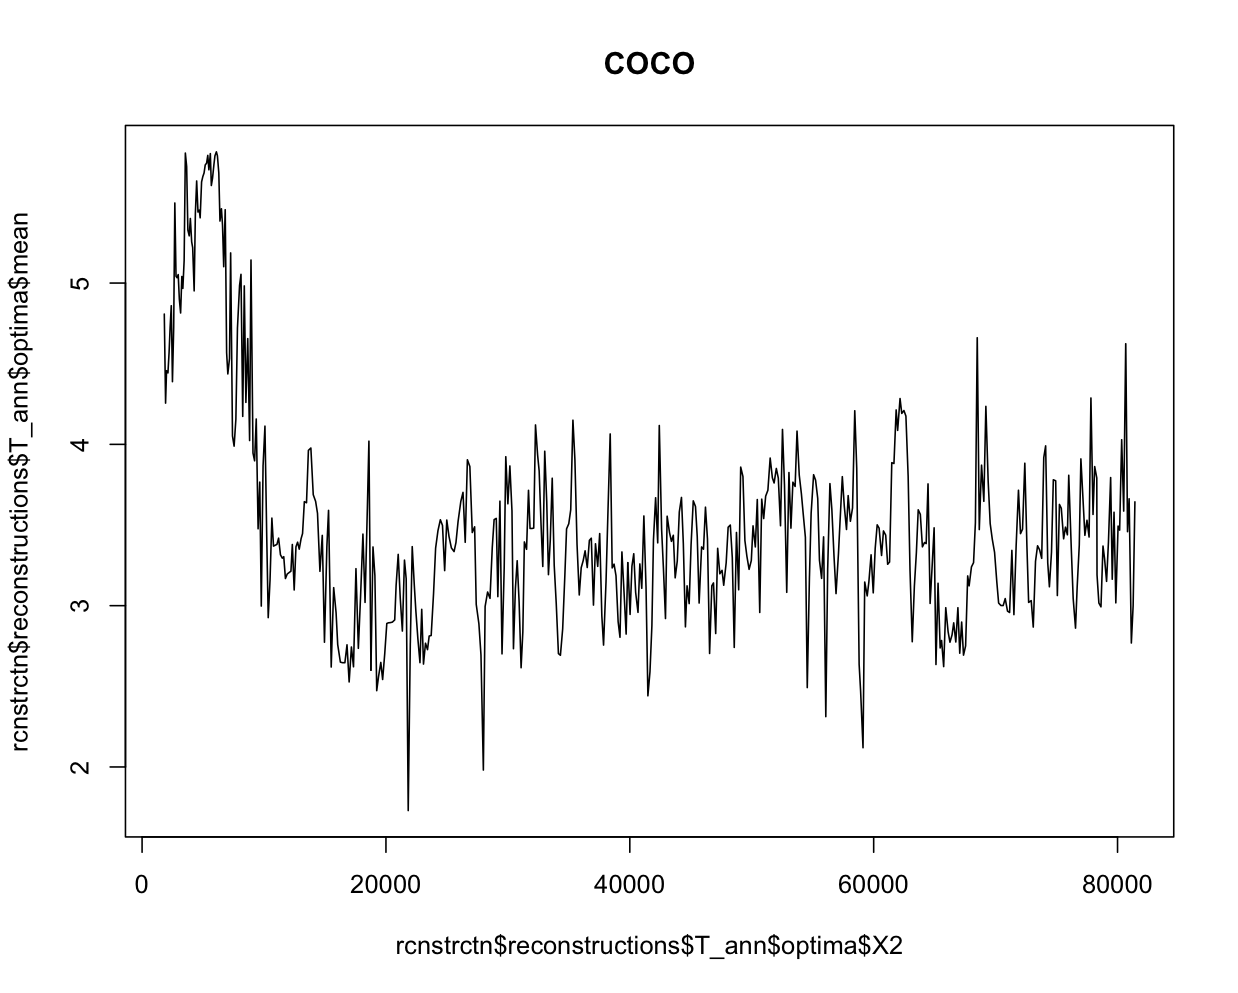 COCO
rcnstrctn$reconstructions$T_ann$optima$mean
5
4
3
2
0 20000 40000 60000 80000
rcnstrctn$reconstructions$T_ann$optima$X2